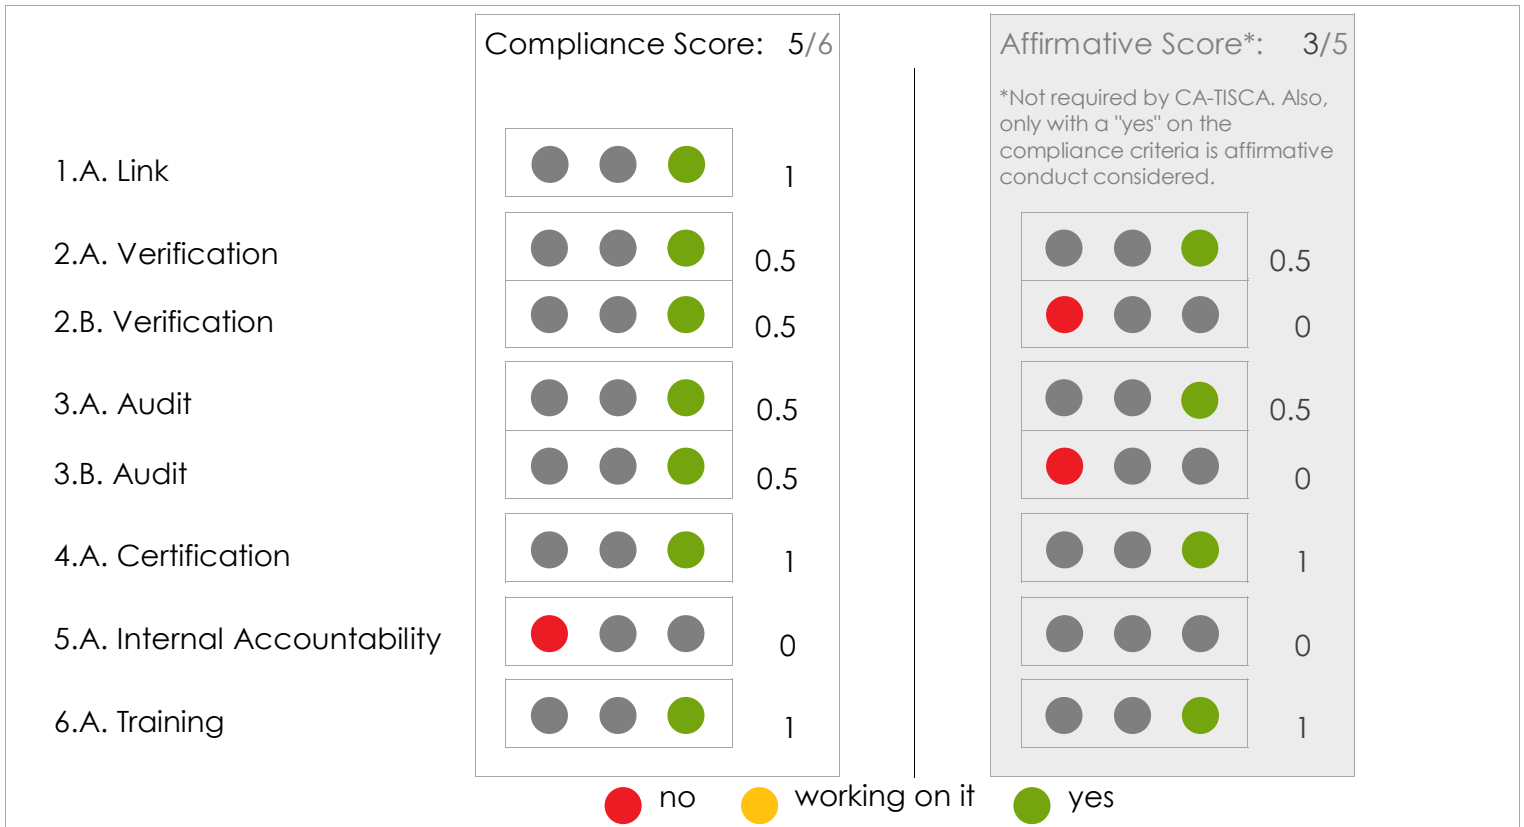 Compliance Score: 5/6
Affirmative Score*: 3/5
*Not required by CA-TISCA. Also,
only with a "yes" on the
compliance criteria is affirmative
conduct considered.
1.A. Link 1
2.A. Verification 0.5 0.5
2.B. Verification 0.5 0
3.A. Audit 0.5 0.5
3.B. Audit 0.5 0
4.A. Certification 1 1
5.A. Internal Accountability 0 0
6.A. Training 1 1
no working on it yes